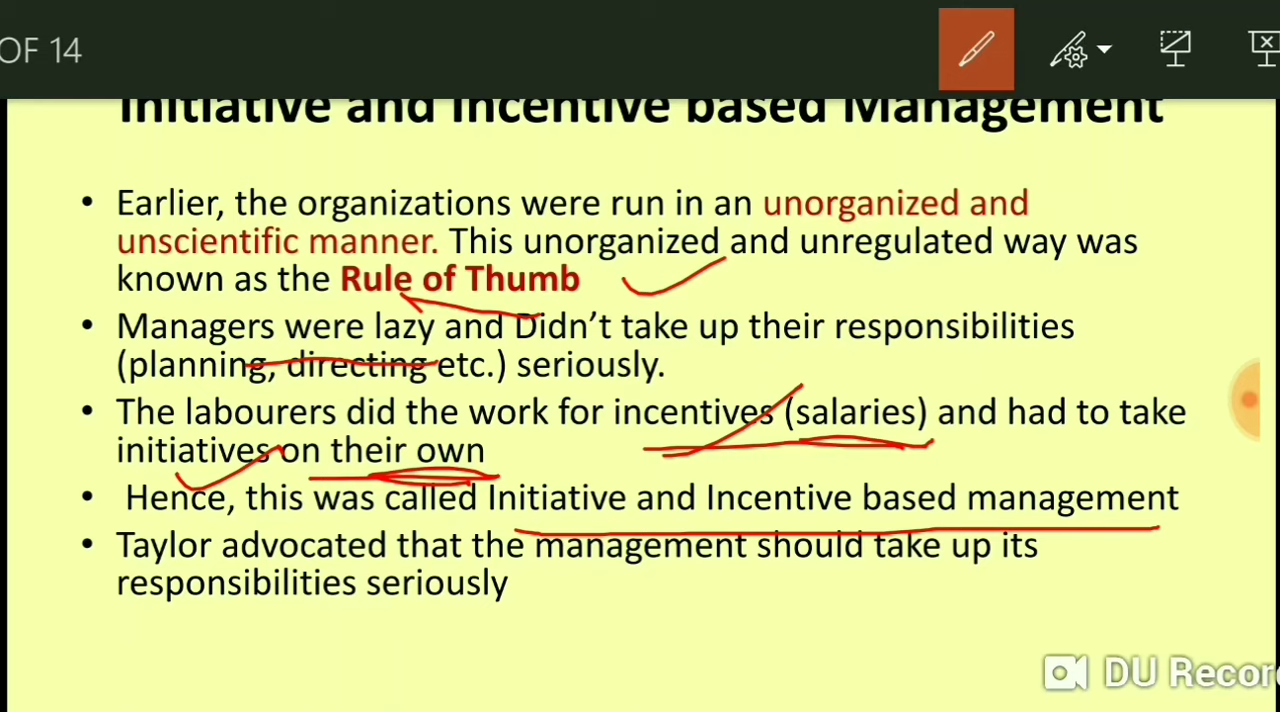 OF 14
Initiative and Incentive based Management
• Earlier, the organizations were run in an unorganized and
unscientific manner. This unorganized and unregulated way was
known as the Rule of Thumb
• Managers were lazy and Didn’t take up their responsibilities
(planning, directing etc.) seriously.
• The labourers did the work for incentives (salaries) and had to take
initiatives on their own
• Hence, this was called Initiative and Incentive based management
• Taylor advocated that the management should take up its
responsibilities seriously
DU Recor